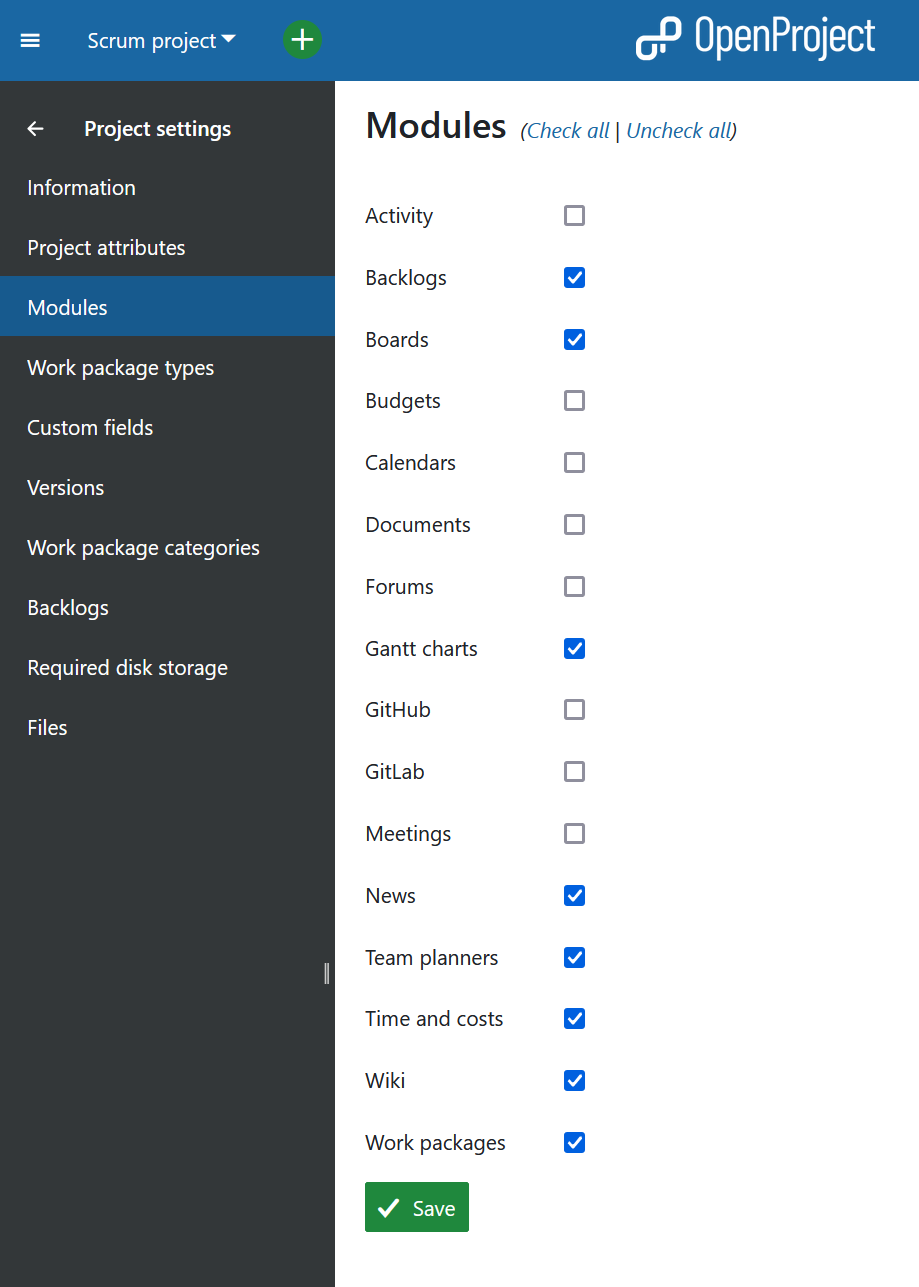 Scrum project
OpenProject
Project settings
Information
Project attributes
Modules
Work package types
Custom fields
Versions
Work package categories
Backlogs
Required disk storage
Files
Modules (Check all | Uncheck all)
Activity
Backlogs
Boards
Budgets
Calendars
Documents
Forums
Gantt charts
GitHub
GitLab
Meetings
News
Team planners
Time and costs
Wiki
Work packages
Save